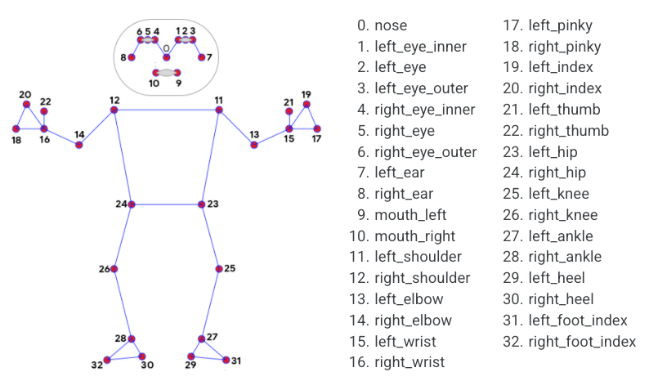 6 5 4 1 2 3
0
8 7
10 9
20 22 12 11 21 19
18 16 14 13 15 17
24 23
26 25
28 27
32 30 29 31
0. nose
1. left_eye_inner
2. left_eye
3. left_eye_outer
4. right_eye_inner
5. right_eye
6. right_eye_outer
7. left_ear
8. right_ear
9. mouth_left
10. mouth_right
11. left_shoulder
12. right_shoulder
13. left_elbow
14. right_elbow
15. left_wrist
16. right_wrist
17. left_pinky
18. right_pinky
19. left_index
20. right_index
21. left_thumb
22. right_thumb
23. left_hip
24. right_hip
25. left_knee
26. right_knee
27. left_ankle
28. right_ankle
29. left_heel
30. right_heel
31. left_foot_index
32. right_foot_index